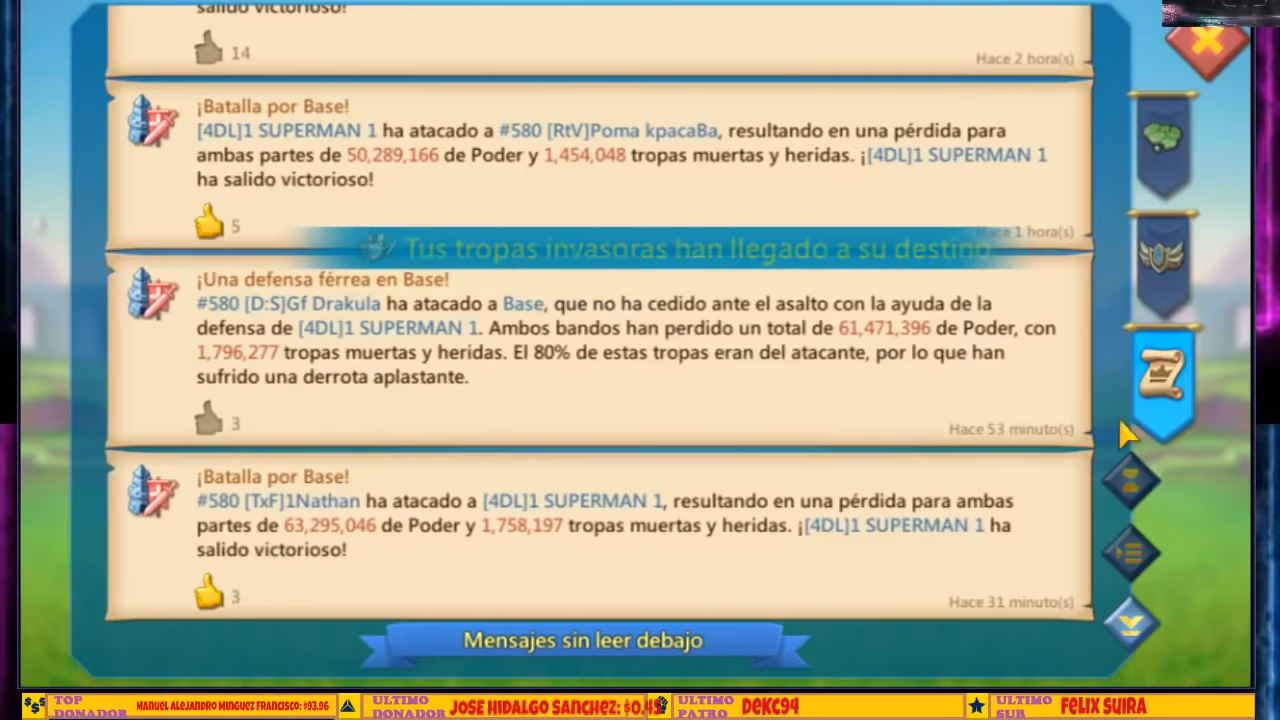 salido victorioso!
14
Hace 2 hora(s)
¡Batalla por Base!
[4DL]1 SUPERMAN 1 ha atacado a #580 [RtV]Poma kpacaBa, resultando en una pérdida para
ambas partes de 50,289,166 de Poder y 1,454,048 tropas muertas y heridas. ¡[4DL]1 SUPERMAN 1
ha salido victorioso!
5
Hace 1 hora(s)
Tus tropas invasoras han llegado a su destino
¡Una defensa férrea en Base!
#580 [D:S]Gf Drakula ha atacado a Base, que no ha cedido ante el asalto con la ayuda de la
defensa de [4DL]1 SUPERMAN 1. Ambos bandos han perdido un total de 61,471,396 de Poder, con
1,796,277 tropas muertas y heridas. El 80% de estas tropas eran del atacante, por lo que han
sufrido una derrota aplastante.
3
Hace 53 minuto(s)
¡Batalla por Base!
#580 [TxF]1Nathan ha atacado a [4DL]1 SUPERMAN 1, resultando en una pérdida para ambas
partes de 63,295,046 de Poder y 1,758,197 tropas muertas y heridas. ¡[4DL]1 SUPERMAN 1 ha
salido victorioso!
3
Hace 31 minuto(s)
Mensajes sin leer debajo
TOP
DONADOR
MANUEL ALEJANDRO MINGUEZ FRANCISCO: $93.96
ULTIMO
DONADOR
JOSE HIDALGO SANCHEZ:
ULTIMO
PATRO
DEKC94
ULTIMO
SUB
FELIX SUIRA